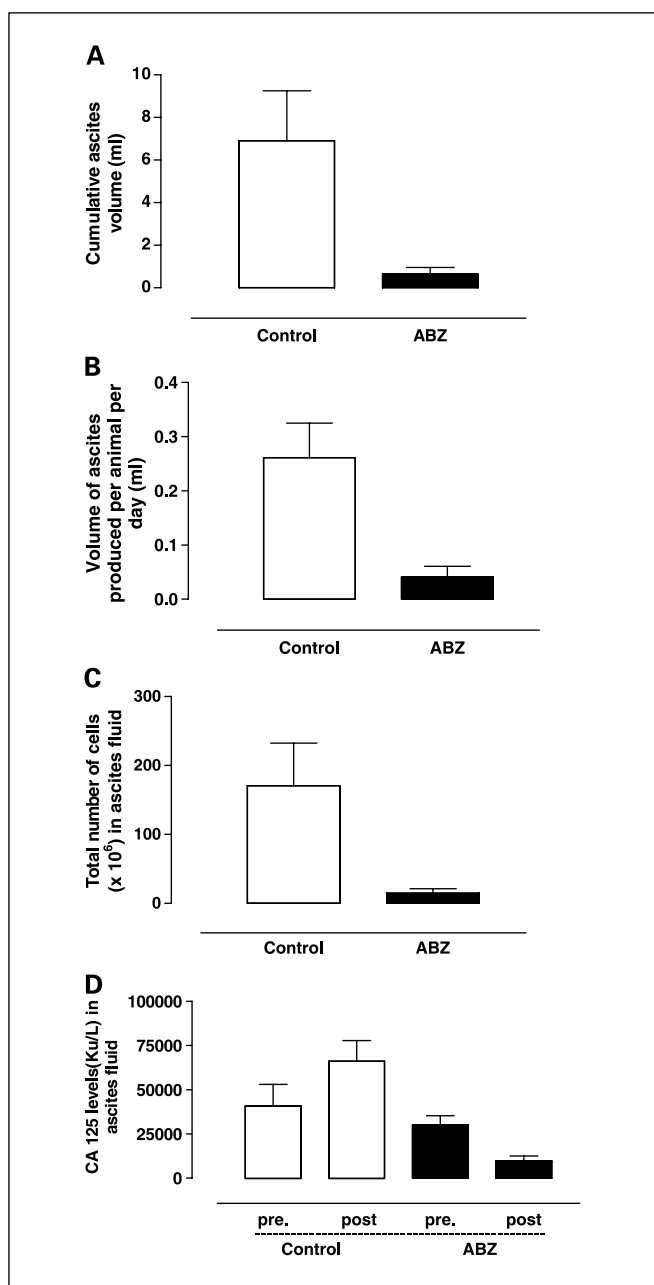 A
Cumulative ascites
volume (ml)
10
8
6
4
2
0
Control ABZ
B
Volume of ascites
produced per animal per
day (ml)
0.4
0.3
0.2
0.1
0.0
Control ABZ
C
Total number of cells
(x 10⁶) in ascites fluid
300
200
100
0
Control ABZ
D
CA 125 levels(Ku/L) in
ascites fluid
100000
75000
50000
25000
0
pre. post pre. post
Control ABZ